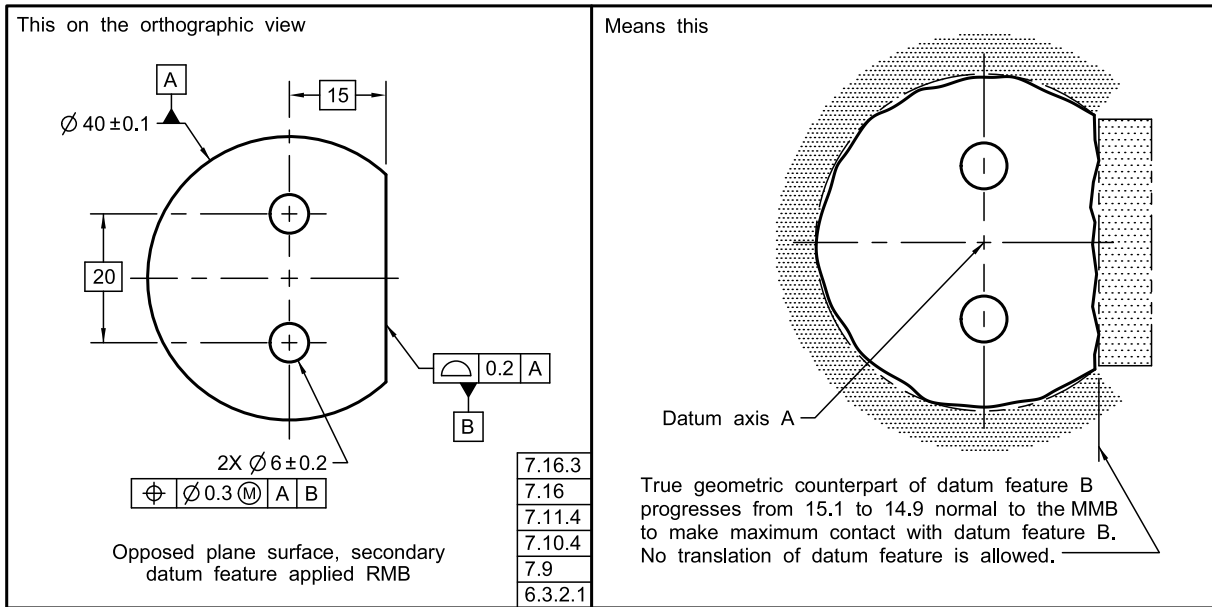 This on the orthographic view
A
15
Ø 40 ±0.1
20
⌓ 0.2 A
B
2X Ø 6 ±0.2
⌖ Ø 0.3 Ⓜ A B
Opposed plane surface, secondary
datum feature applied RMB
7.16.3
7.16
7.11.4
7.10.4
7.9
6.3.2.1
Means this
Datum axis A
True geometric counterpart of datum feature B
progresses from 15.1 to 14.9 normal to the MMB
to make maximum contact with datum feature B.
No translation of datum feature is allowed.